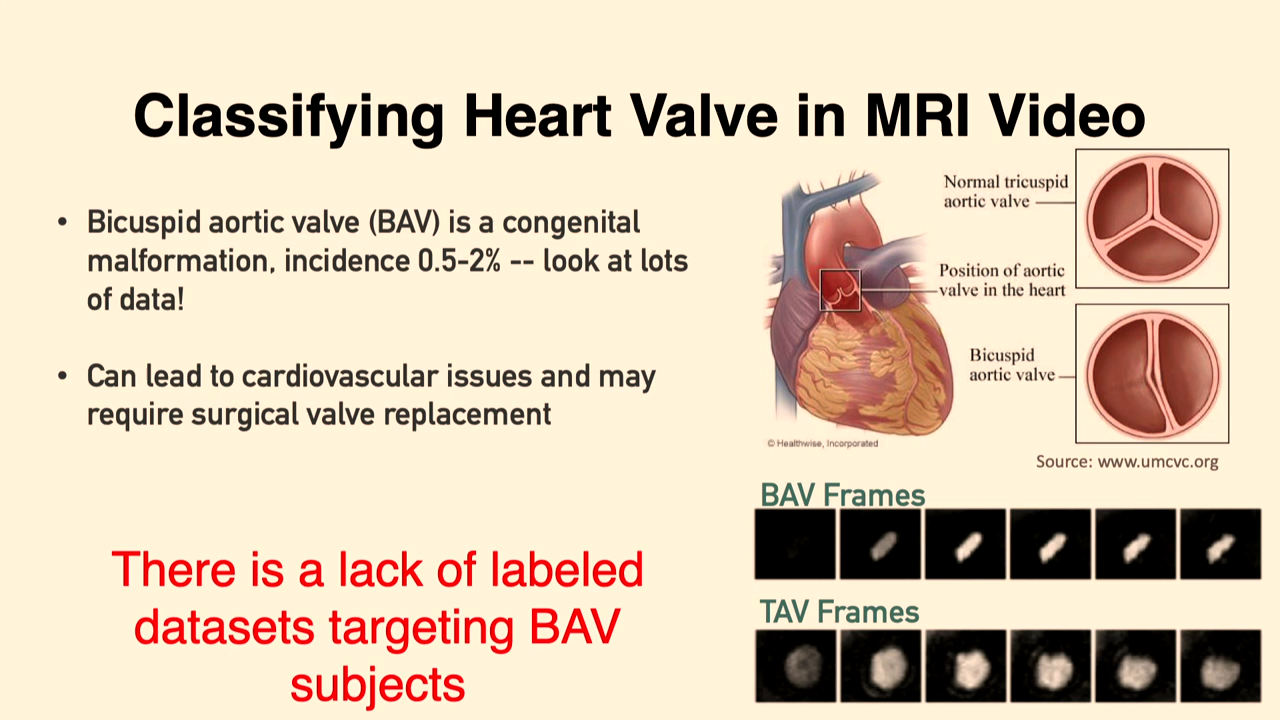 Classifying Heart Valve in MRI Video
• Bicuspid aortic valve (BAV) is a congenital
malformation, incidence 0.5-2% -- look at lots
of data!
• Can lead to cardiovascular issues and may
require surgical valve replacement
There is a lack of labeled
datasets targeting BAV
subjects
Normal tricuspid
aortic valve
Position of aortic
valve in the heart
Bicuspid
aortic valve
© Healthwise, Incorporated
Source: www.umcvc.org
BAV Frames
TAV Frames